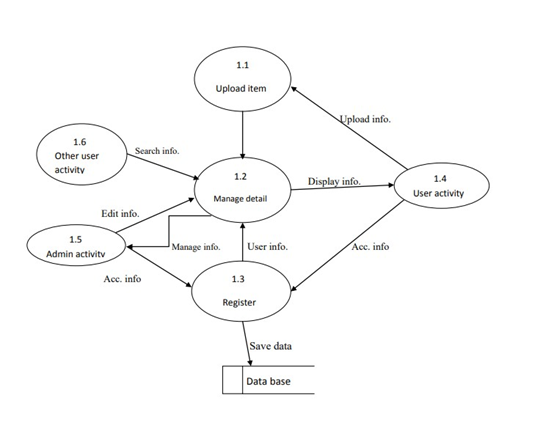 1.1
Upload item
Upload info.
1.6
Other user
activity
Search info.
1.2
Manage detail
Display info.
1.4
User activity
Edit info.
1.5
Admin activity
Manage info.
User info.
Acc. info
Acc. info
1.3
Register
Save data
Data base